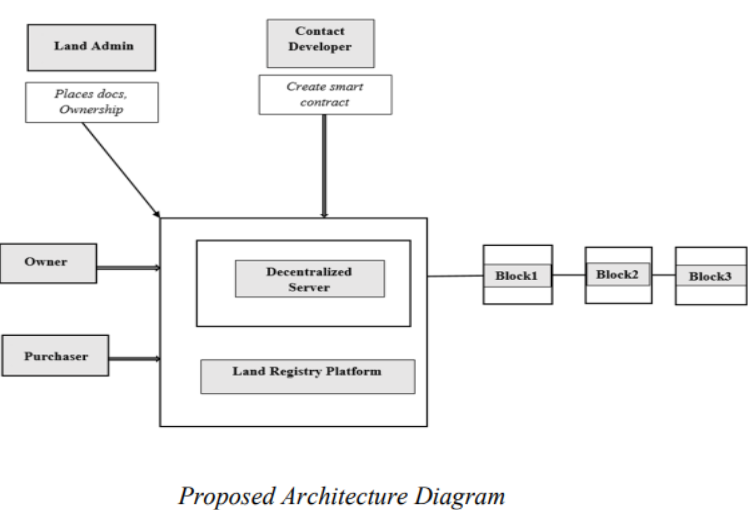 Land Admin
Contact
Developer
Places docs,
Ownership
Create smart
contract
Owner
Decentralized
Server
Block1
Block2
Block3
Purchaser
Land Registry Platform
Proposed Architecture Diagram